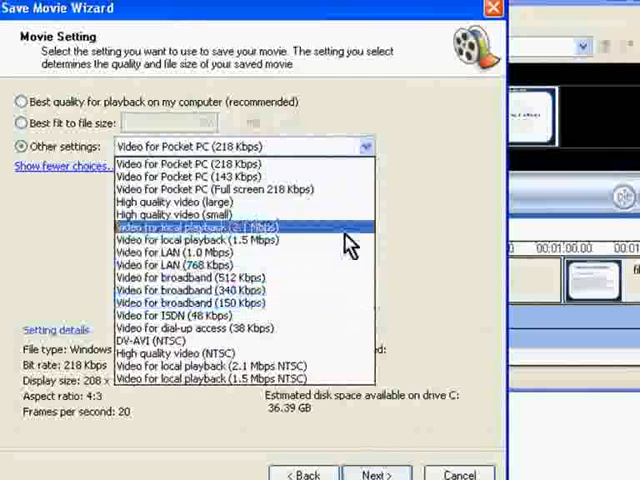 Save Movie Wizard
Movie Setting
Select the setting you want to use to save your movie. The setting you select
determines the quality and file size of your saved movie
Best quality for playback on my computer (recommended)
Best fit to file size:
Other settings: Video for Pocket PC (218 Kbps)
Show fewer choices.
Video for Pocket PC (218 Kbps)
Video for Pocket PC (143 Kbps)
Video for Pocket PC (Full screen 218 Kbps)
High quality video (large)
High quality video (small)
Video for local playback (2.1 Mbps)
Video for local playback (1.5 Mbps)
Video for LAN (1.0 Mbps)
Video for LAN (768 Kbps)
Video for broadband (512 Kbps)
Video for broadband (340 Kbps)
Video for broadband (150 Kbps)
Video for ISDN (48 Kbps)
Video for dial-up access (38 Kbps)
DV-AVI (NTSC)
High quality video (NTSC)
Video for local playback (2.1 Mbps NTSC)
Video for local playback (1.5 Mbps NTSC)
Setting details
File type: Windows
Bit rate: 218 Kbps
Display size: 208 x
Aspect ratio: 4:3
Frames per second: 20
Estimated disk space available on drive C:
36.39 GB
< Back
Next >
Cancel
0:01:00.00